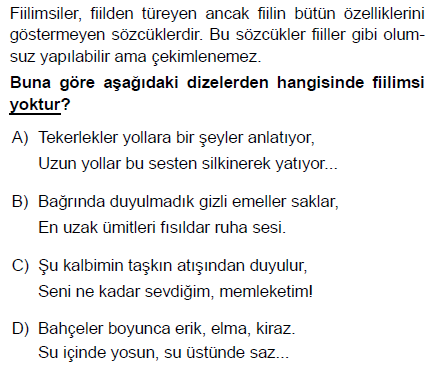 Fiilimsiler, fiilden türeyen ancak fiilin bütün özelliklerini
göstermeyen sözcüklerdir. Bu sözcükler fiiller gibi olum-
suz yapılabilir ama çekimlenemez.
Buna göre aşağıdaki dizelerden hangisinde fiilimsi
yoktur?
A) Tekerlekler yollara bir şeyler anlatıyor,
Uzun yollar bu sesten silkinerek yatıyor...
B) Bağrında duyulmadık gizli emeller saklar,
En uzak ümitleri fısıldar ruha sesi.
C) Şu kalbimin taşkın atışından duyulur,
Seni ne kadar sevdiğim, memleketim!
D) Bahçeler boyunca erik, elma, kiraz.
Su içinde yosun, su üstünde saz...